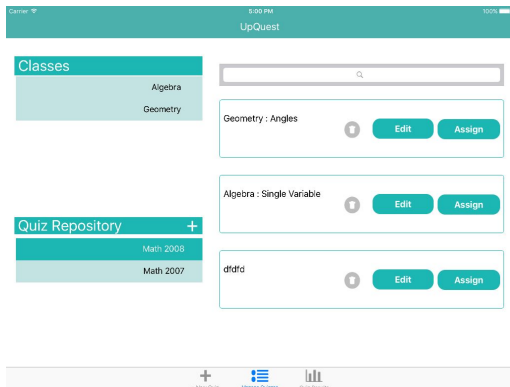 Carrier 5:00 PM 100%
UpQuest
Classes
Algebra
Geometry
Quiz Repository +
Math 2008
Math 2007
Geometry : Angles
Edit Assign
Algebra : Single Variable
Edit Assign
dfdfd
Edit Assign